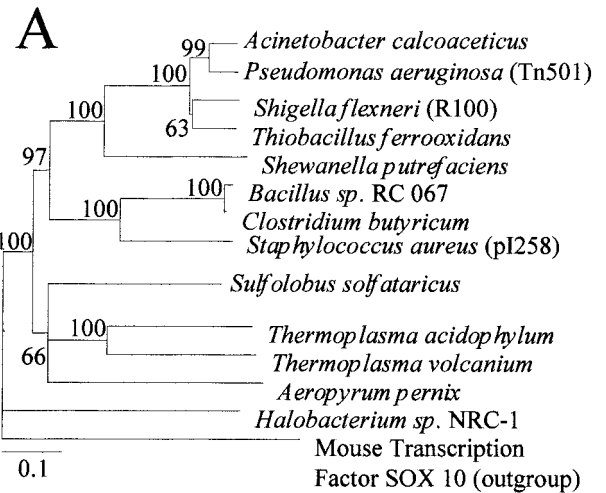 A
99
Acinetobacter calcoaceticus
100
Pseudomonas aeruginosa (Tn501)
100
Shigella flexneri (R100)
63
Thiobacillus ferrooxidans
97
Shewanella putrefaciens
100
Bacillus sp. RC 067
100
Clostridium butyricum
Staphylococcus aureus (pI258)
100
Sulfolobus solfataricus
100
Thermoplasma acidophylum
66
Thermoplasma volcanium
Aeropyrum pernix
Halobacterium sp. NRC-1
Mouse Transcription
0.1
Factor SOX 10 (outgroup)